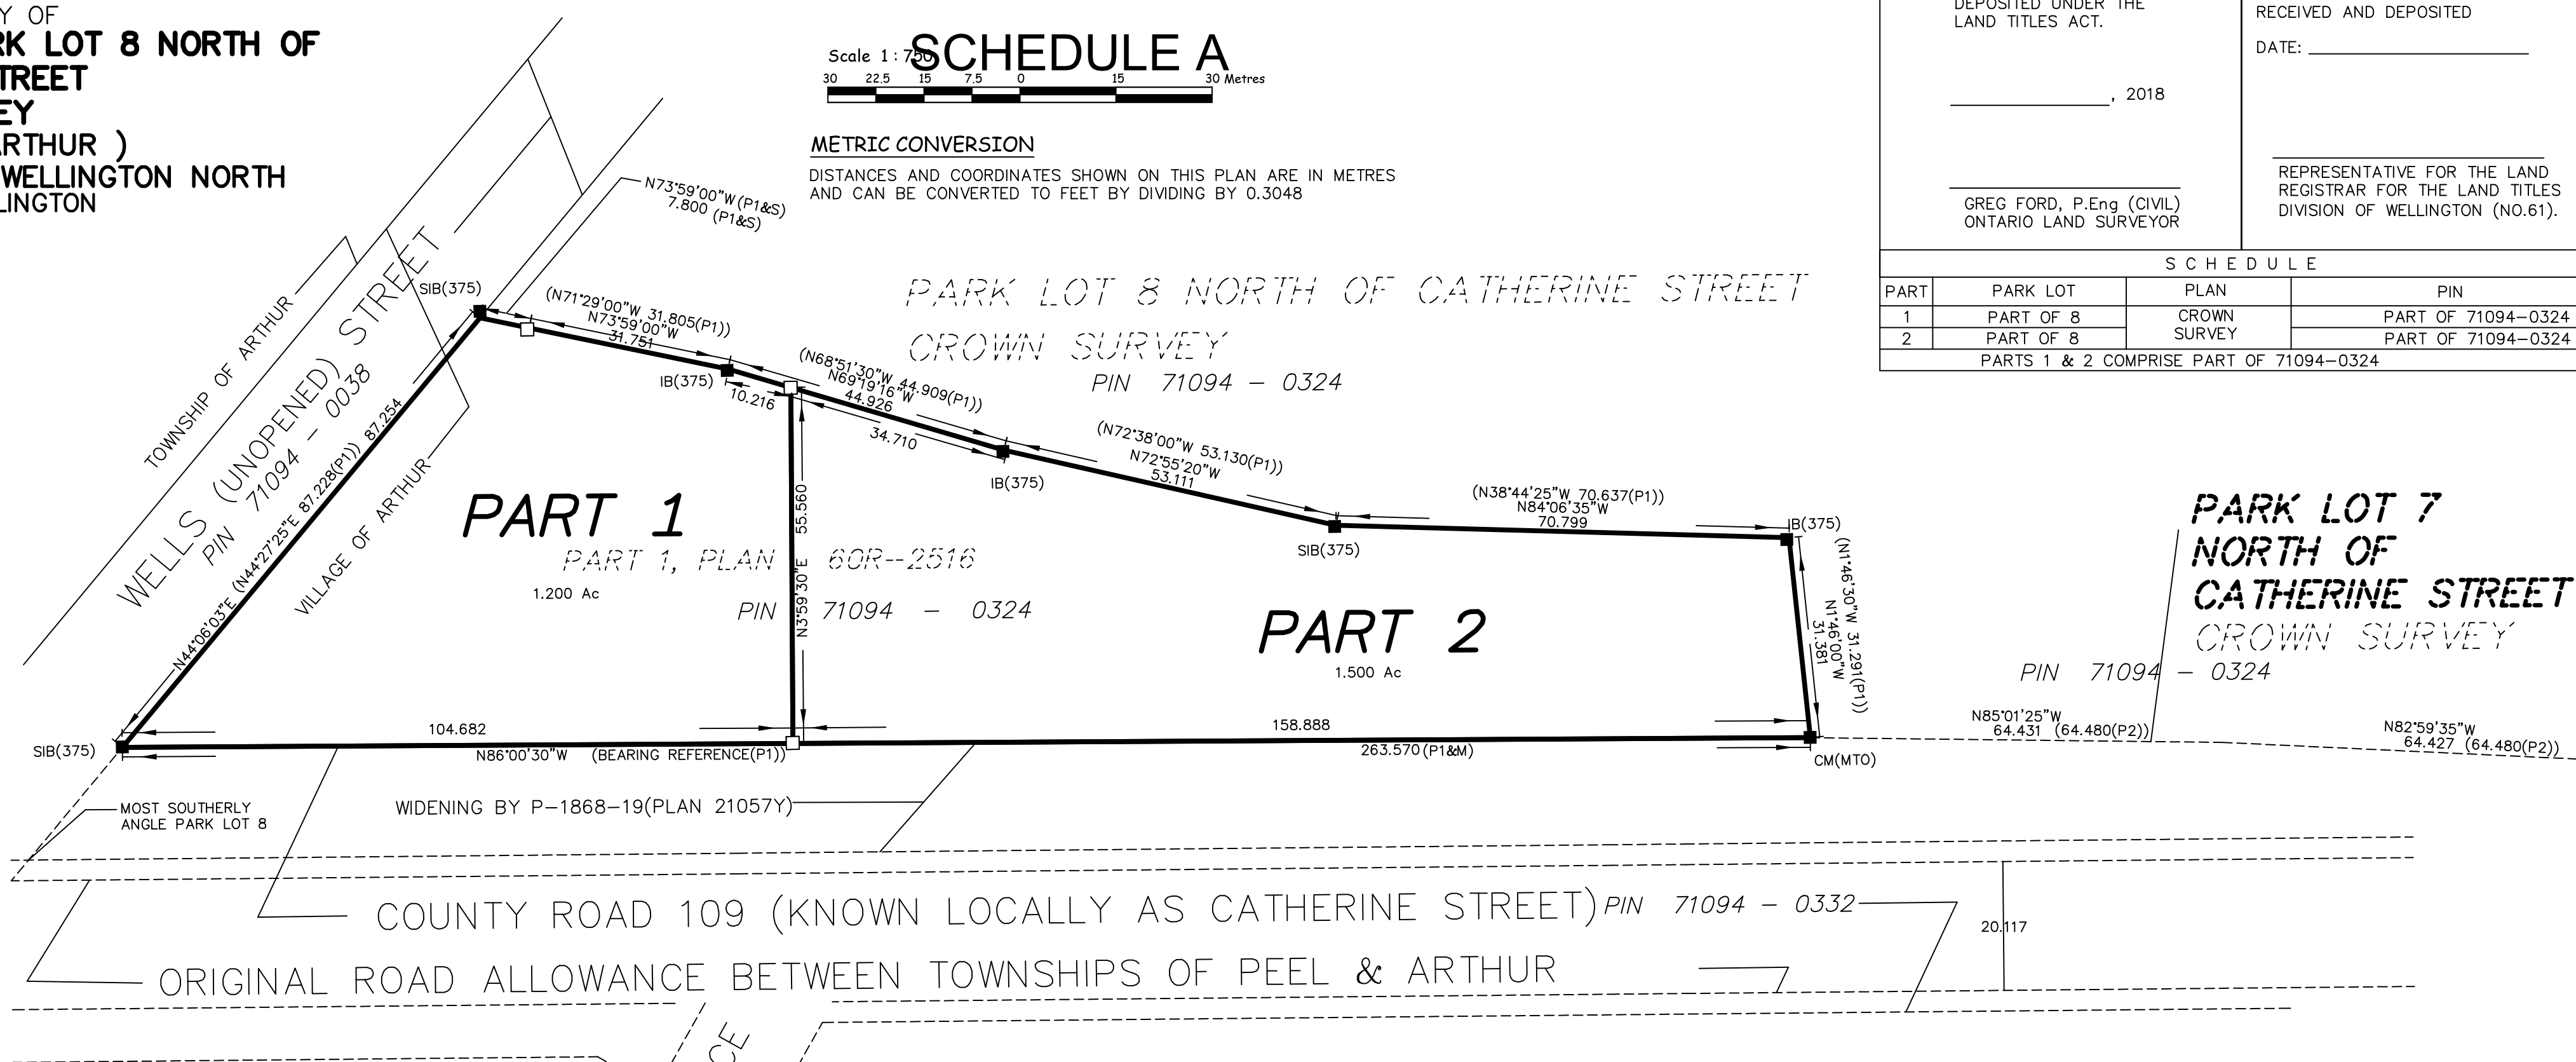 Y OF
RK LOT 8 NORTH OF
TREET
EY
ARTHUR )
WELLINGTON NORTH
LLINGTON
SCHEDULE A
Scale 1 : 750
30 22.5 15 7.5 0 15 30 Metres
METRIC CONVERSION
DISTANCES AND COORDINATES SHOWN ON THIS PLAN ARE IN METRES
AND CAN BE CONVERTED TO FEET BY DIVIDING BY 0.3048
DEPOSITED UNDER THE
LAND TITLES ACT.
, 2018
GREG FORD, P.Eng (CIVIL)
ONTARIO LAND SURVEYOR
RECEIVED AND DEPOSITED
DATE:
REPRESENTATIVE FOR THE LAND
REGISTRAR FOR THE LAND TITLES
DIVISION OF WELLINGTON (NO.61).
SCHEDULE
PART PARK LOT PLAN PIN
1 PART OF 8 CROWN SURVEY PART OF 71094-0324
2 PART OF 8 PART OF 71094-0324
PARTS 1 & 2 COMPRISE PART OF 71094-0324
N73°59'00"W (P1&S)
7.800 (P1&S)
TOWNSHIP OF ARTHUR
WELLS (UNOPENED) STREET
PIN 71094 - 0038
VILLAGE OF ARTHUR
SIB(375)
(N71°29'00"W 31.805(P1))
N73°59'00"W
31.751
IB(375)
10.216
(N68°51'30"W 44.909(P1))
N69°19'16"W
44.926
34.710
IB(375)
PARK LOT 8 NORTH OF CATHERINE STREET
CROWN SURVEY
PIN 71094 - 0324
(N72°38'00"W 53.130(P1))
N72°55'20"W
53.111
SIB(375)
(N38°44'25"W 70.637(P1))
N84°06'35"W
70.799
IB(375)
(N1°46'30"W 31.291(P1))
N1°46'00"W
31.381
N44°06'03"E (N44°27'25"E 87.228(P1)) 87.254
PART 1
PART 1, PLAN 60R--2516
1.200 Ac
PIN 71094 - 0324
N3°59'30"E 55.560
PART 2
1.500 Ac
PARK LOT 7
NORTH OF
CATHERINE STREET
CROWN SURVEY
PIN 71094 - 0324
SIB(375)
104.682
N86°00'30"W (BEARING REFERENCE(P1))
158.888
263.570(P1&M)
CM(MTO)
N85°01'25"W
64.431 (64.480(P2))
N82°59'35"W
64.427 (64.480(P2))
MOST SOUTHERLY
ANGLE PARK LOT 8
WIDENING BY P-1868-19(PLAN 21057Y)
COUNTY ROAD 109 (KNOWN LOCALLY AS CATHERINE STREET) PIN 71094 - 0332
20.117
ORIGINAL ROAD ALLOWANCE BETWEEN TOWNSHIPS OF PEEL & ARTHUR
CE